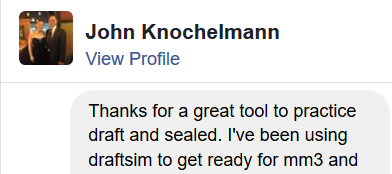 John Knochelmann
View Profile
Thanks for a great tool to practice
draft and sealed. I've been using
draftsim to get ready for mm3 and